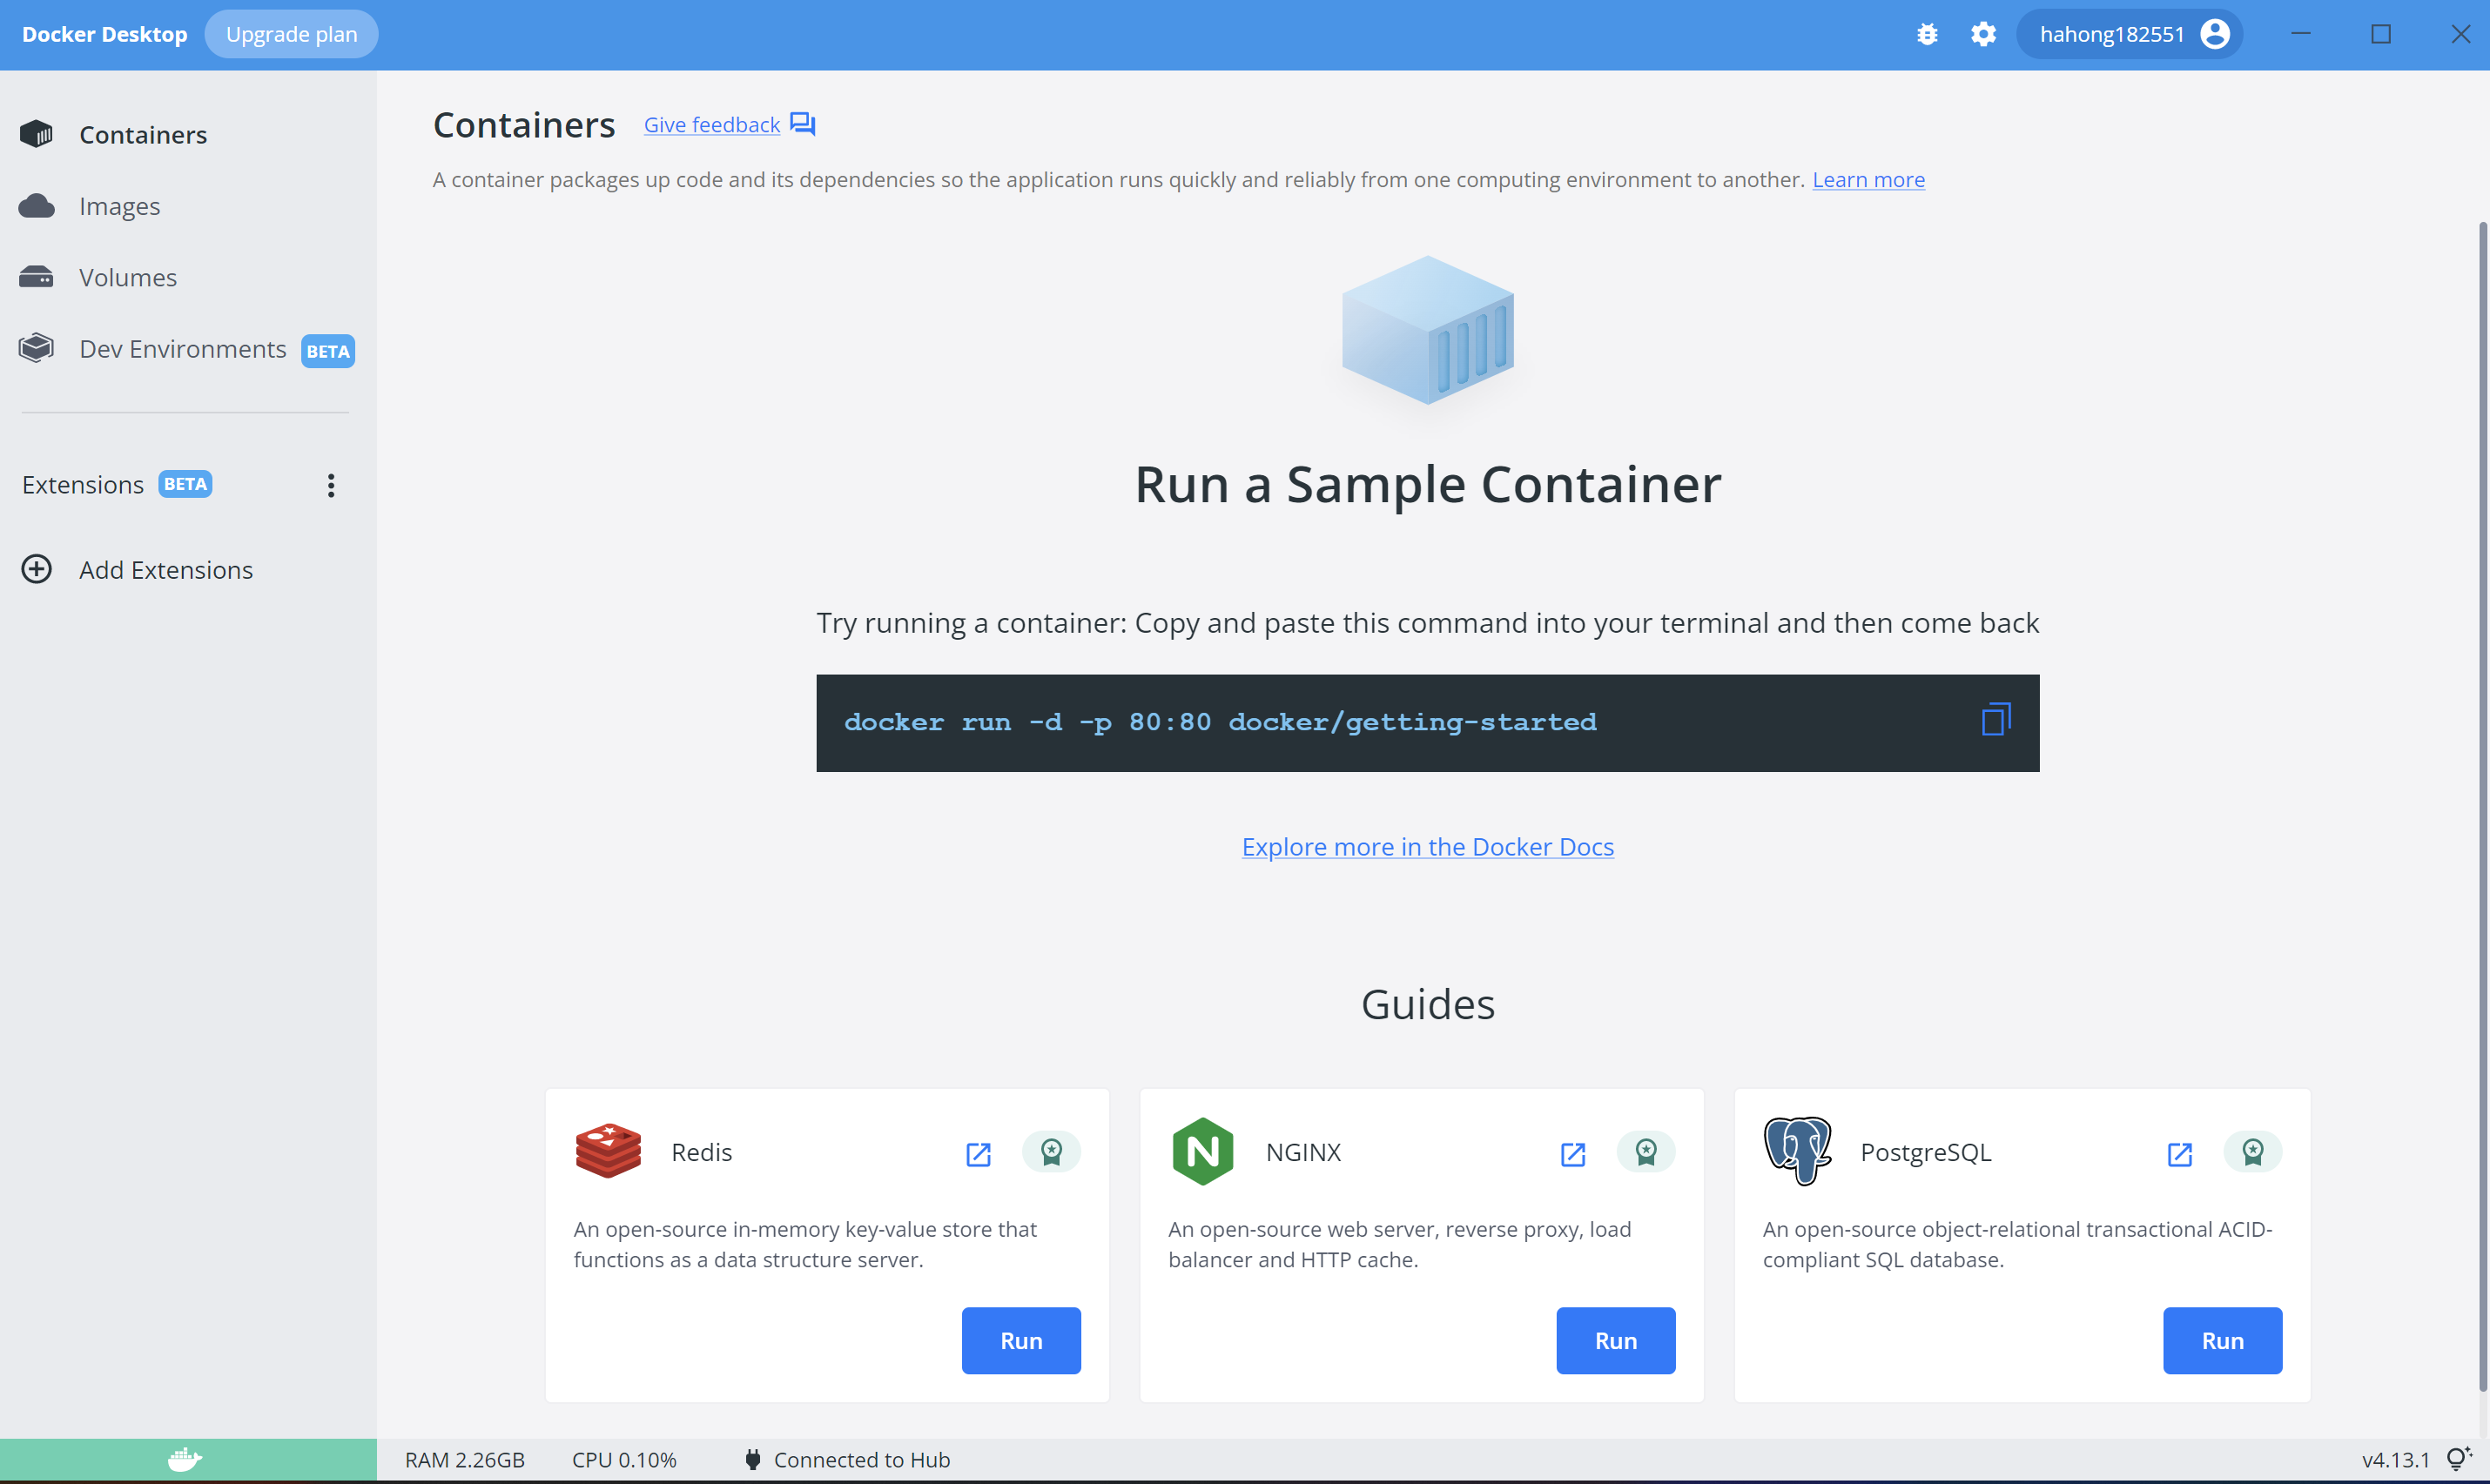 Docker Desktop
Upgrade plan
hahong182551
Containers
Images
Volumes
Dev Environments BETA
Extensions BETA
Add Extensions
Containers
Give feedback
A container packages up code and its dependencies so the application runs quickly and reliably from one computing environment to another. Learn more
Run a Sample Container
Try running a container: Copy and paste this command into your terminal and then come back
docker run -d -p 80:80 docker/getting-started
Explore more in the Docker Docs
Guides
Redis
An open-source in-memory key-value store that
functions as a data structure server.
Run
NGINX
An open-source web server, reverse proxy, load
balancer and HTTP cache.
Run
PostgreSQL
An open-source object-relational transactional ACID-
compliant SQL database.
Run
RAM 2.26GB
CPU 0.10%
Connected to Hub
v4.13.1